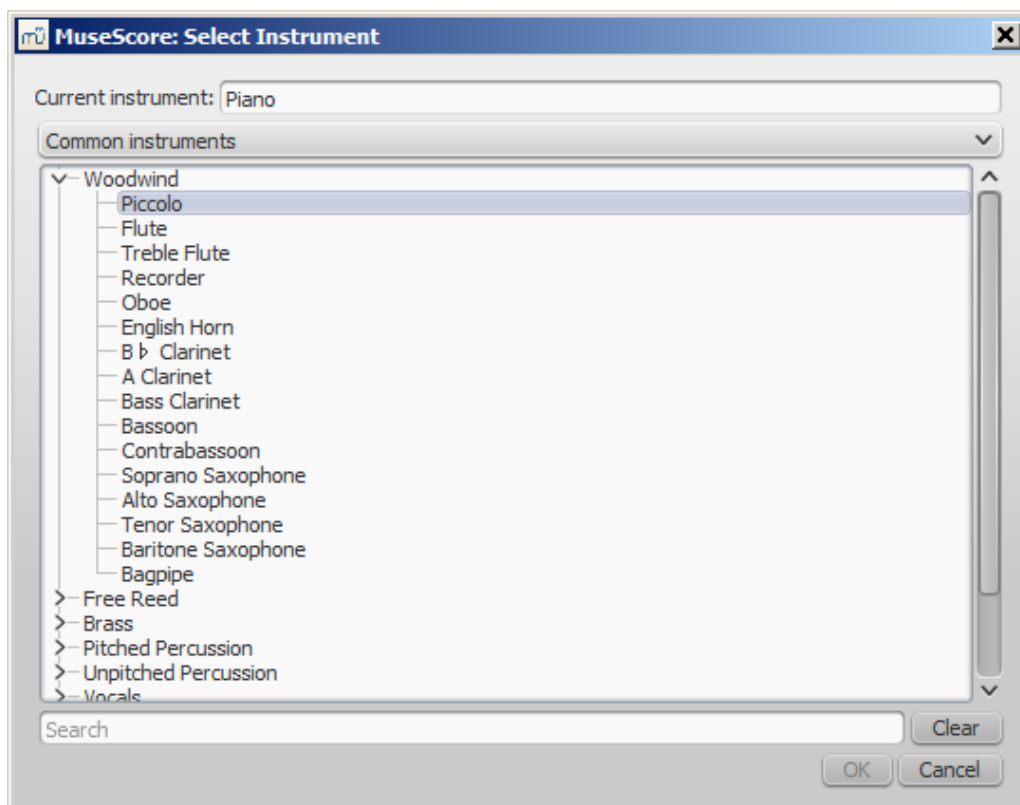 mǔ MuseScore: Select Instrument
Current instrument: Piano
Common instruments
Woodwind
Piccolo
Flute
Treble Flute
Recorder
Oboe
English Horn
B♭ Clarinet
A Clarinet
Bass Clarinet
Bassoon
Contrabassoon
Soprano Saxophone
Alto Saxophone
Tenor Saxophone
Baritone Saxophone
Bagpipe
Free Reed
Brass
Pitched Percussion
Unpitched Percussion
Vocals
Search Clear
OK Cancel